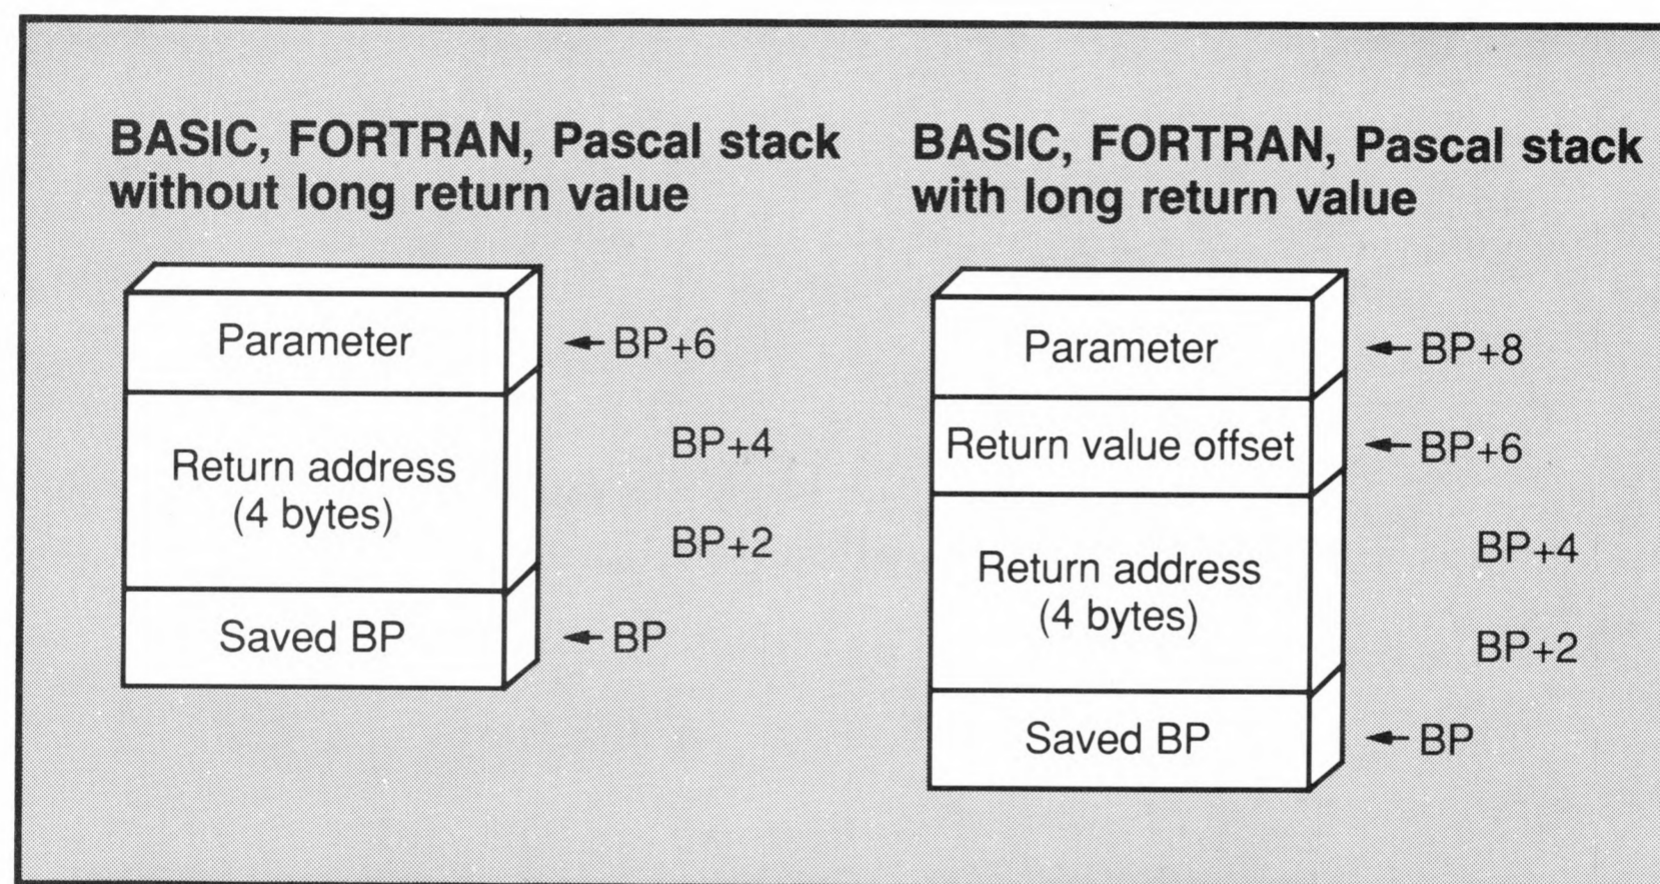 BASIC, FORTRAN, Pascal stack
without long return value
Parameter
BP+6
Return address
(4 bytes)
BP+4
BP+2
Saved BP
BP
BASIC, FORTRAN, Pascal stack
with long return value
Parameter
BP+8
Return value offset
BP+6
Return address
(4 bytes)
BP+4
BP+2
Saved BP
BP